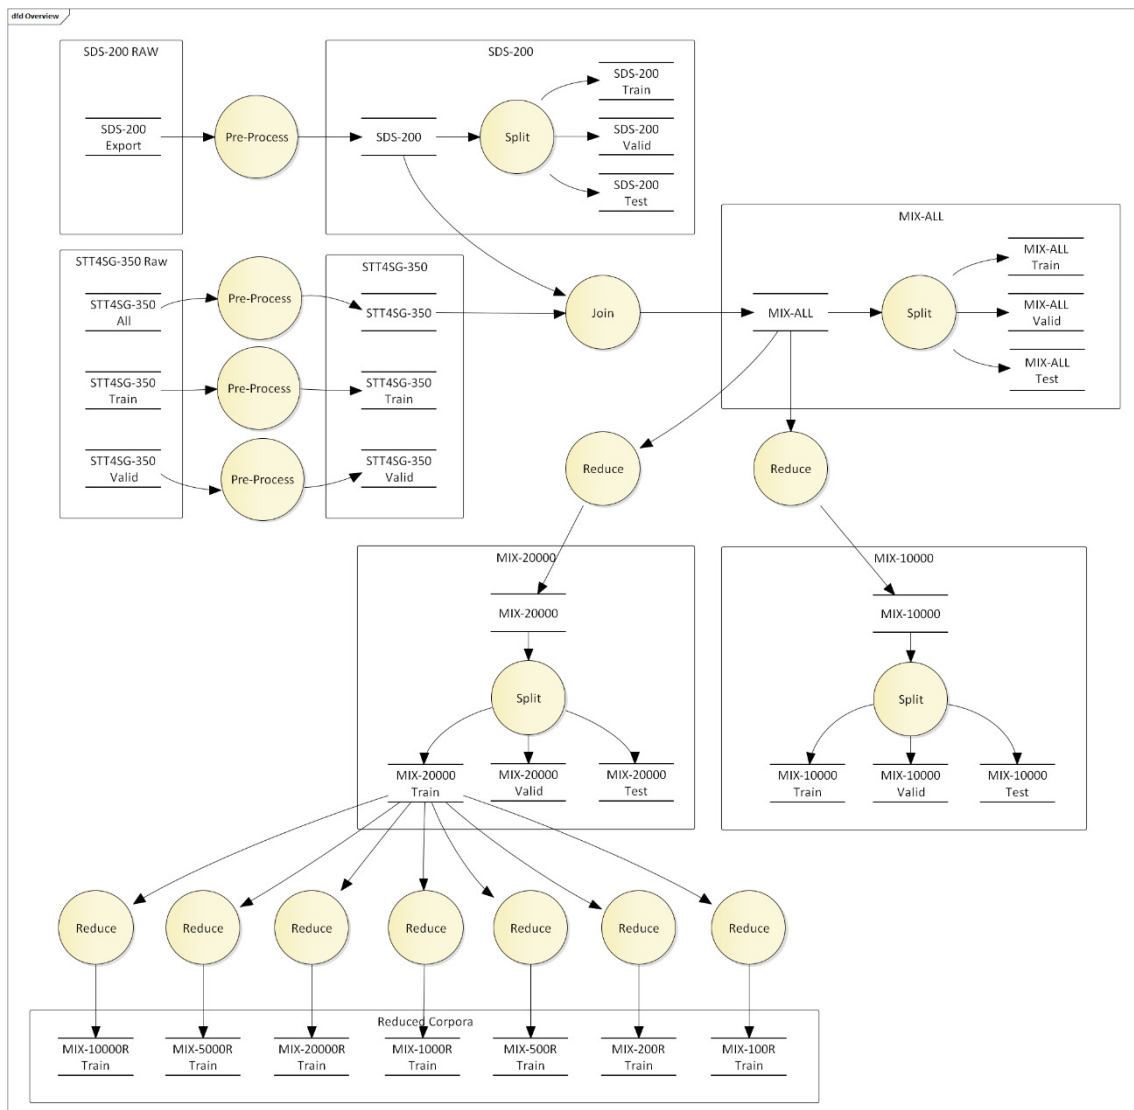 dfd Overview
SDS-200 RAW
SDS-200
Export
Pre-Process
SDS-200
SDS-200
Split
SDS-200
Train
SDS-200
Valid
SDS-200
Test
STT4SG-350 Raw
STT4SG-350
All
STT4SG-350
Train
STT4SG-350
Valid
Pre-Process
Pre-Process
Pre-Process
STT4SG-350
STT4SG-350
STT4SG-350
Train
STT4SG-350
Valid
Join
MIX-ALL
MIX-ALL
Split
MIX-ALL
Train
MIX-ALL
Valid
MIX-ALL
Test
Reduce
Reduce
MIX-20000
MIX-20000
Split
MIX-20000
Train
MIX-20000
Valid
MIX-20000
Test
MIX-10000
MIX-10000
Split
MIX-10000
Train
MIX-10000
Valid
MIX-10000
Test
Reduce
Reduce
Reduce
Reduce
Reduce
Reduce
Reduce
Reduced Corpora
MIX-10000R
Train
MIX-5000R
Train
MIX-20000R
Train
MIX-1000R
Train
MIX-500R
Train
MIX-200R
Train
MIX-100R
Train